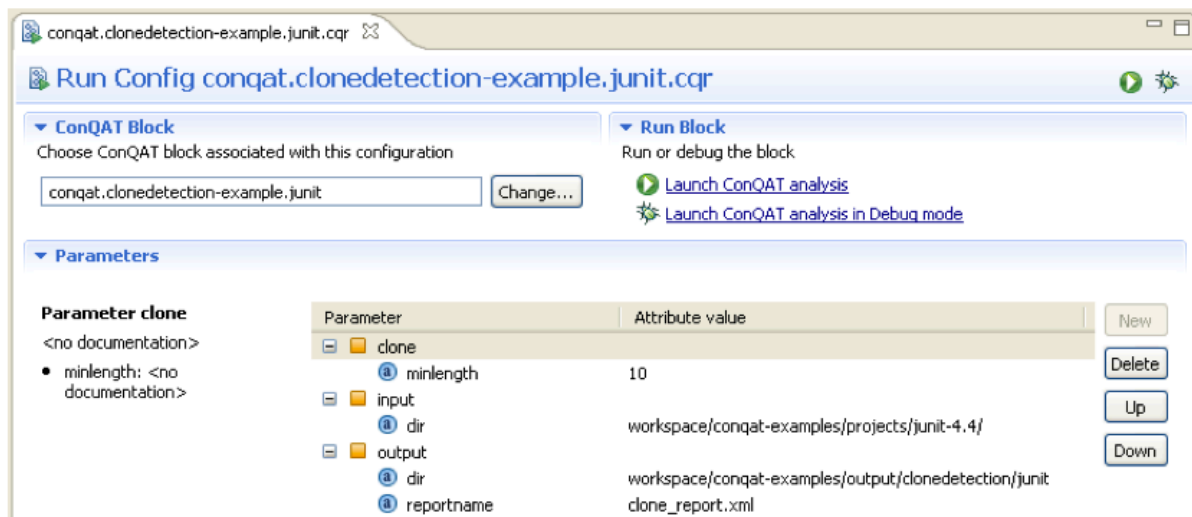 conqat.clonedetection-example.junit.cqr
Run Config conqat.clonedetection-example.junit.cqr
ConQAT Block
Choose ConQAT block associated with this configuration
conqat.clonedetection-example.junit
Change...
Run Block
Run or debug the block
Launch ConQAT analysis
Launch ConQAT analysis in Debug mode
Parameters
Parameter clone
<no documentation>
• minlength: <no
documentation>
Parameter Attribute value
clone
a minlength 10
input
a dir workspace/conqat-examples/projects/junit-4.4/
output
a dir workspace/conqat-examples/output/clonedetection/junit
a reportname clone_report.xml
New
Delete
Up
Down